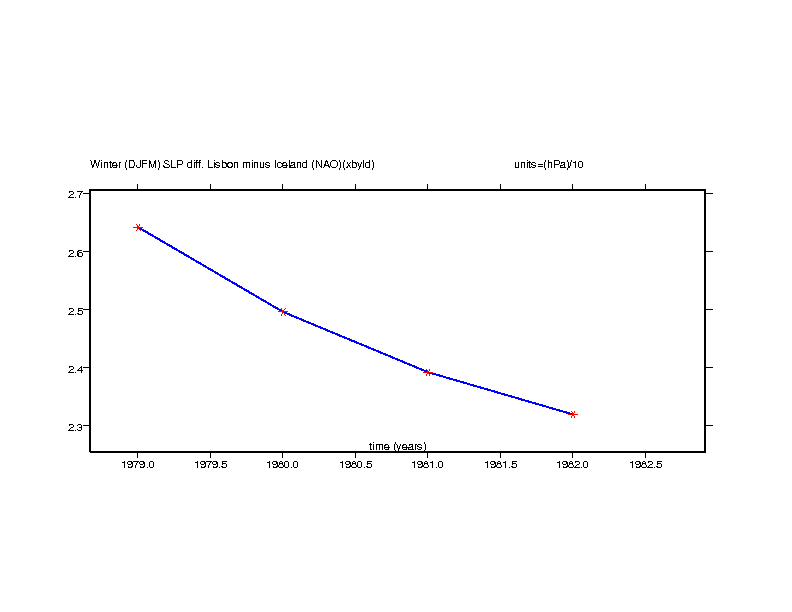 Winter (DJFM) SLP diff. Lisbon minus Iceland (NAO)(xbyld) units=(hPa)/10
2.7
2.6
2.5
2.4
2.3
time (years)
1979.0 1979.5 1980.0 1980.5 1981.0 1981.5 1982.0 1982.5